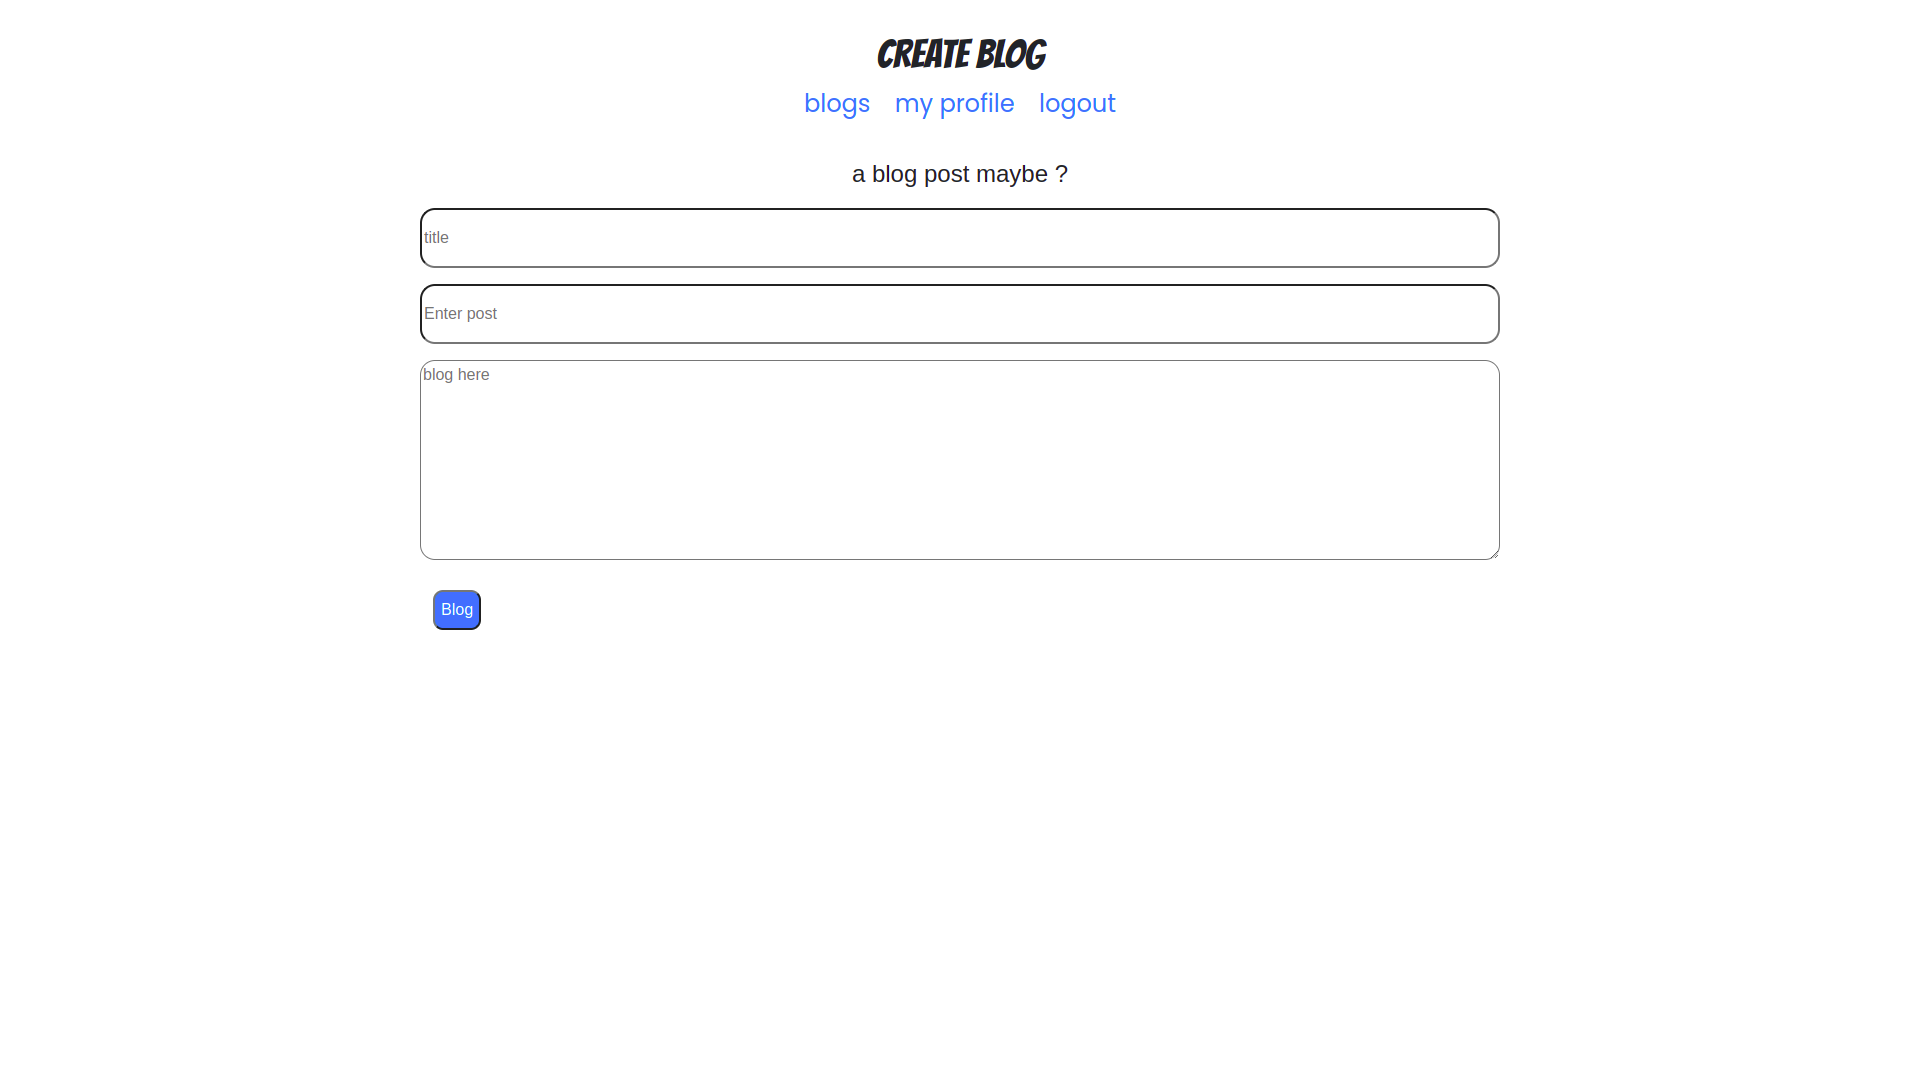 CREATE BLOG
blogs my profile logout
a blog post maybe ?
title
Enter post
blog here
Blog